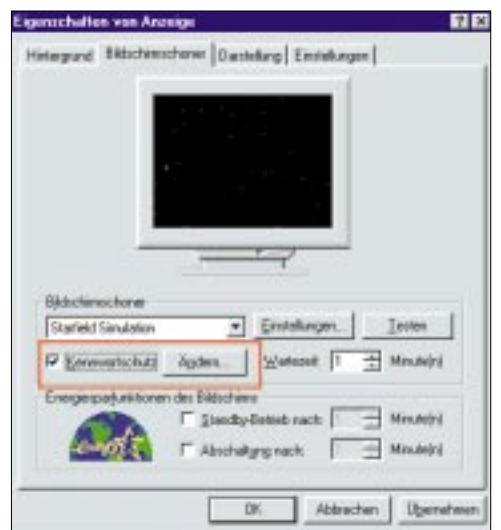 Eigenschaften von Anzeige
Hintergrund Bildschirmschoner Darstellung Einstellungen
Bildschirmschoner
Starfield Simulation Einstellungen... Testen
Kennwortschutz Ändern... Wartezeit: 1 Minute(n)
Energiesparfunktionen des Bildschirms
Standby-Betrieb nach: Minute(n)
Abschaltung nach: Minute(n)
OK Abbrechen Übernehmen